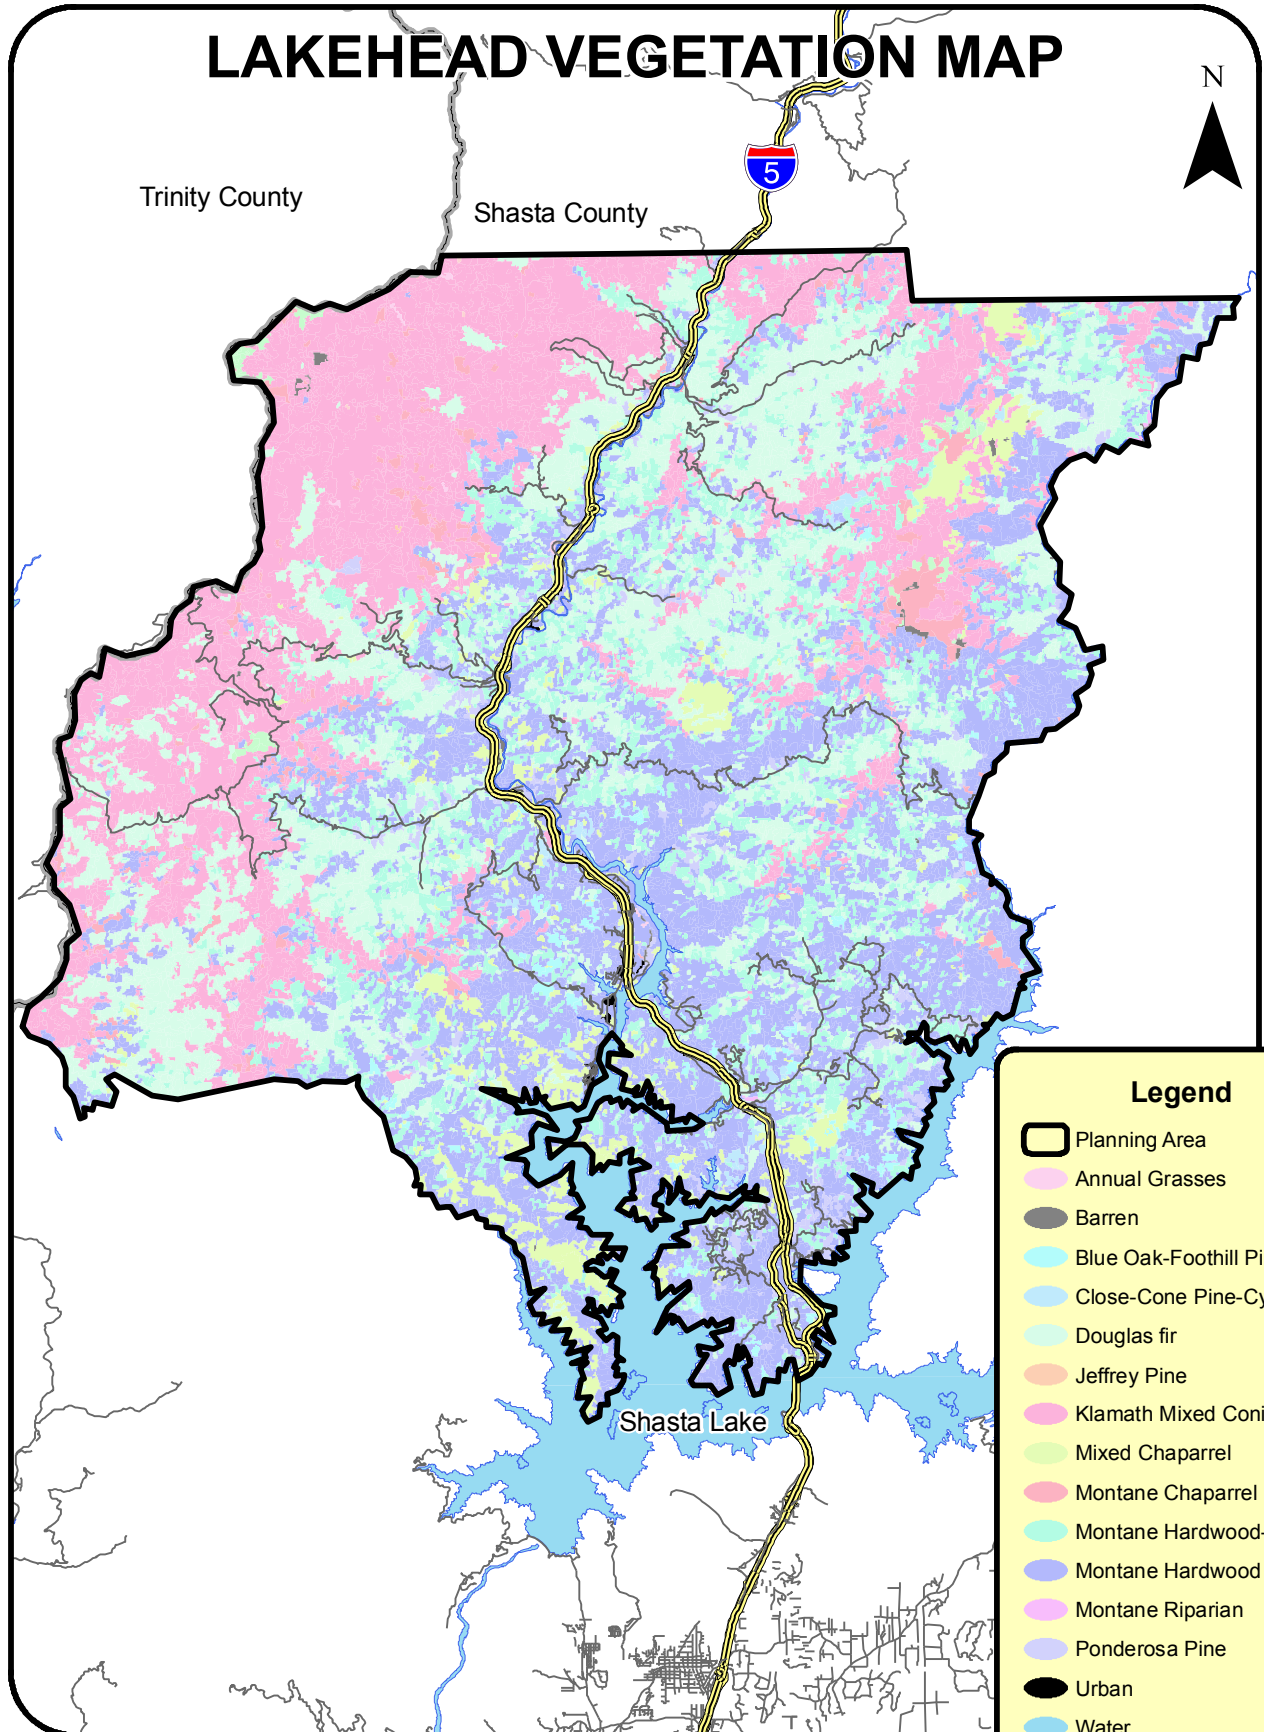 LAKEHEAD VEGETATION MAP
N
5
Trinity County
Shasta County
Shasta Lake
Legend
Planning Area
Annual Grasses
Barren
Blue Oak-Foothill Pi
Close-Cone Pine-Cy
Douglas fir
Jeffrey Pine
Klamath Mixed Coni
Mixed Chaparrel
Montane Chaparrel
Montane Hardwood-
Montane Hardwood
Montane Riparian
Ponderosa Pine
Urban
Water